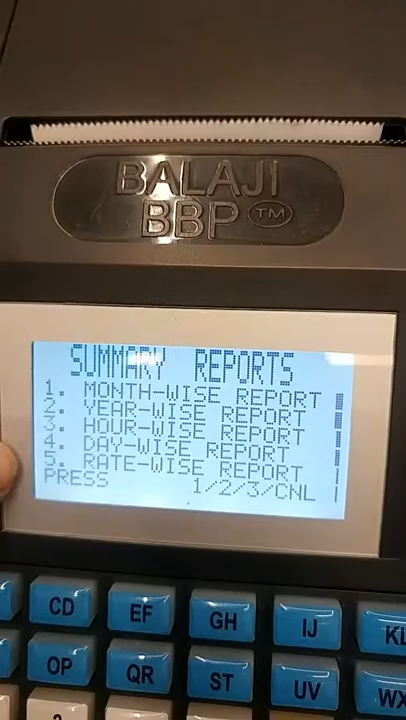 BALAJI
BBP TM
SUMMARY REPORTS
1. MONTH-WISE REPORT
2. YEAR-WISE REPORT
3. HOUR-WISE REPORT
4. DAY-WISE REPORT
5. RATE-WISE REPORT
PRESS 1/2/3/CNL
CD EF GH IJ KL
OP QR ST UV WX